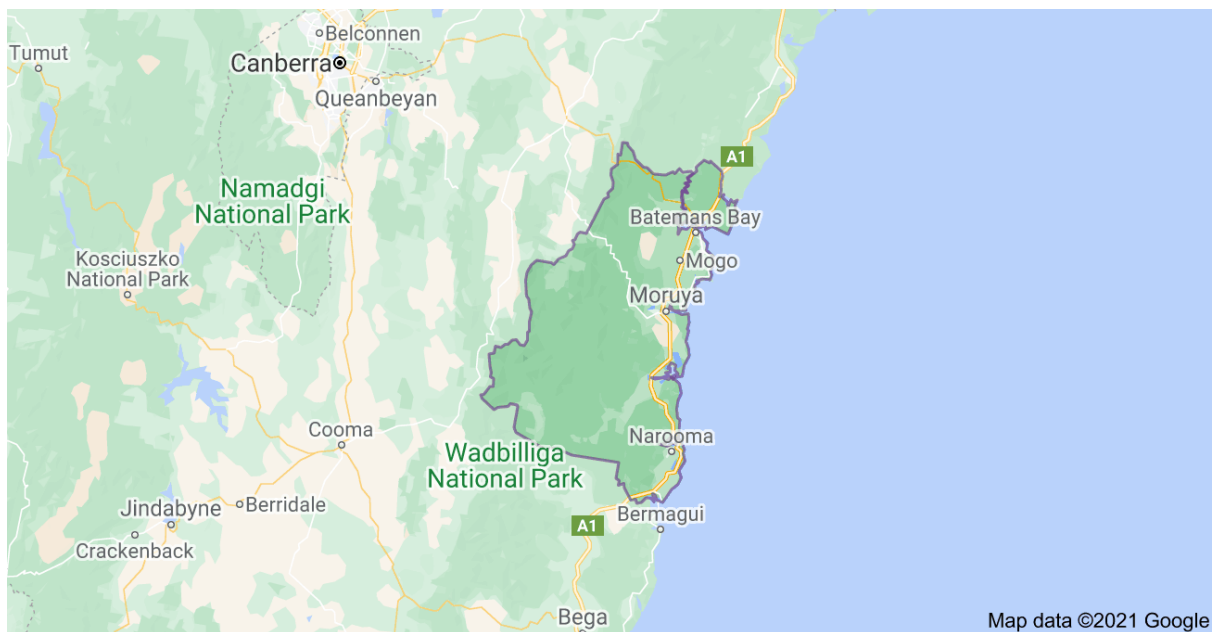 Belconnen
Tumut
Canberra
Queanbeyan
A1
Namadgi
National Park
Batemans Bay
Kosciuszko
National Park
Mogo
Moruya
Cooma
Narooma
Wadbilliga
National Park
Jindabyne
Berridale
Bermagui
A1
Crackenback
Bega
Map data ©2021 Google